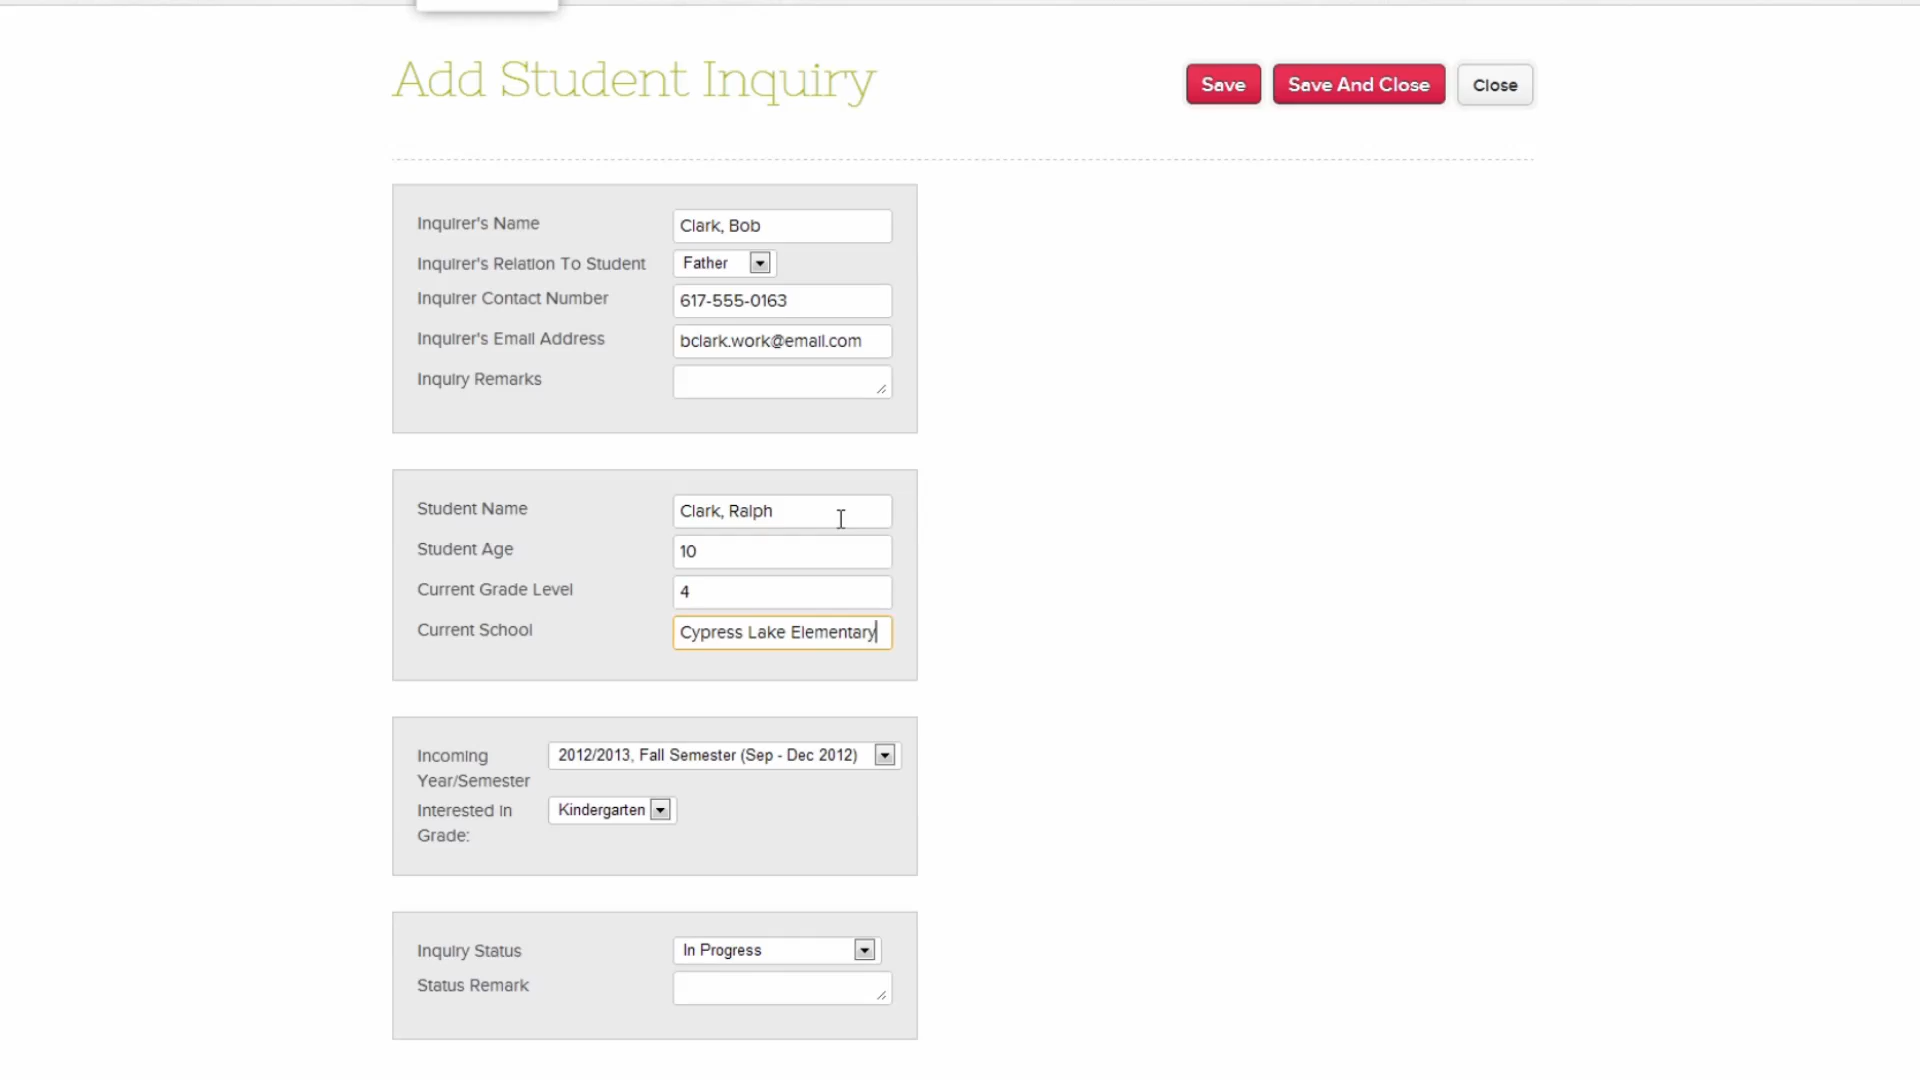 Add Student Inquiry
Save
Save And Close
Close
Inquirer's Name
Clark, Bob
Inquirer's Relation To Student
Father
Inquirer Contact Number
617-555-0163
Inquirer's Email Address
bclark.work@email.com
Inquiry Remarks
Student Name
Clark, Ralph
Student Age
10
Current Grade Level
4
Current School
Cypress Lake Elementary
Incoming
Year/Semester
2012/2013, Fall Semester (Sep - Dec 2012)
Interested In
Grade:
Kindergarten
Inquiry Status
In Progress
Status Remark